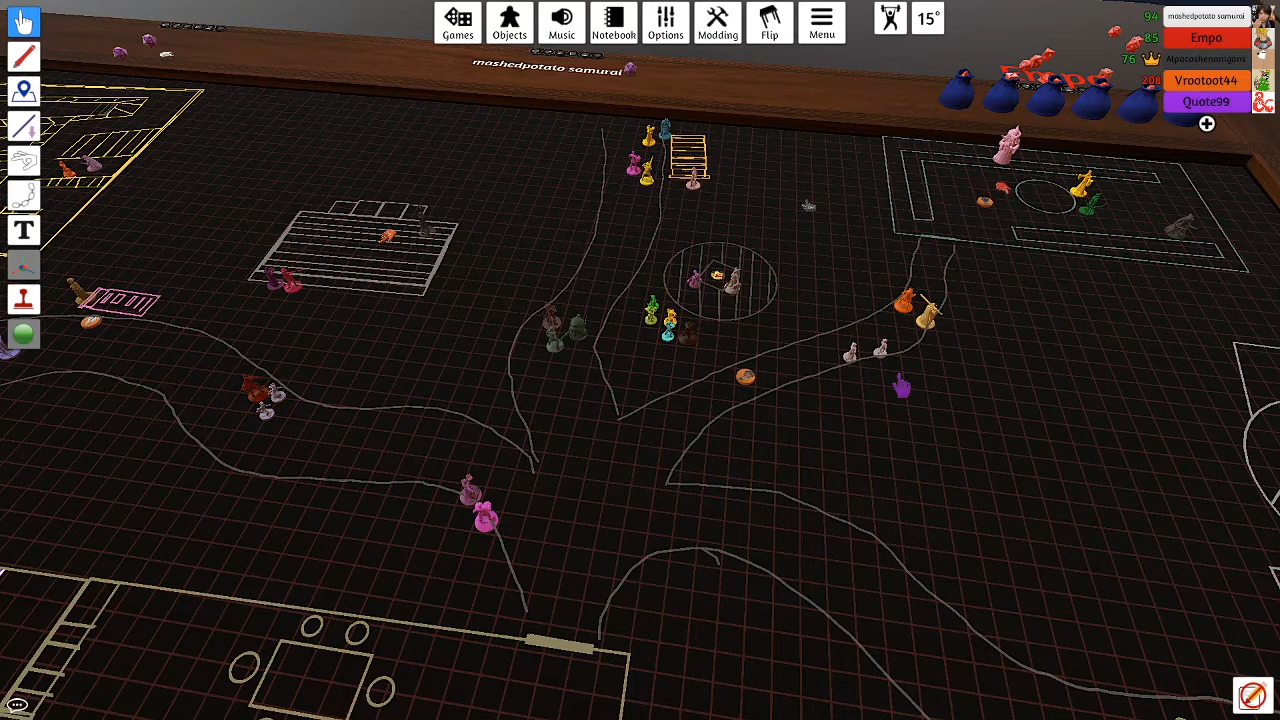 Games
Objects
Music
Notebook
Options
Modding
Flip
Menu
15°
94 mashedpotato samurai
85 Empo
76 Alpacashenanigans
208 Vrootoot44
Quote99
mashedpotato samurai
Empo
T